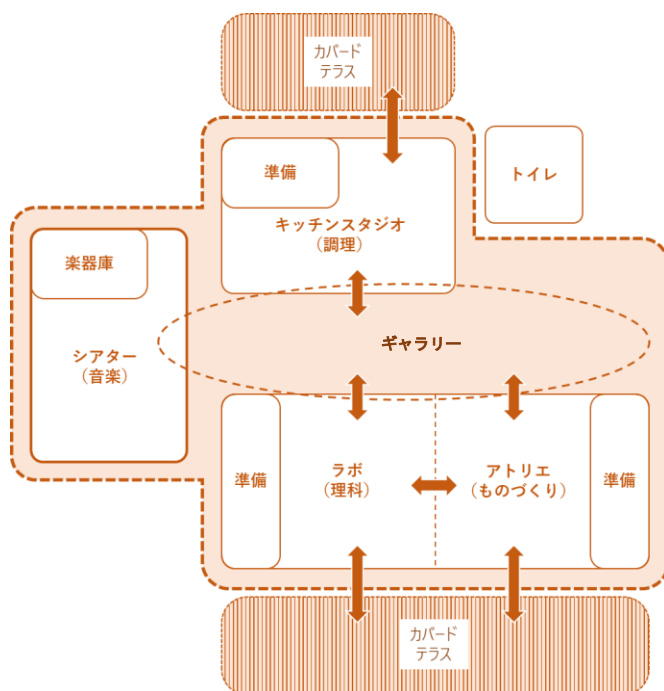 カバード
テラス
準備
トイレ
キッチンスタジオ
（調理）
楽器庫
シアター
（音楽）
ギャラリー
準備
ラボ
（理科）
アトリエ
（ものづくり）
準備
カバード
テラス